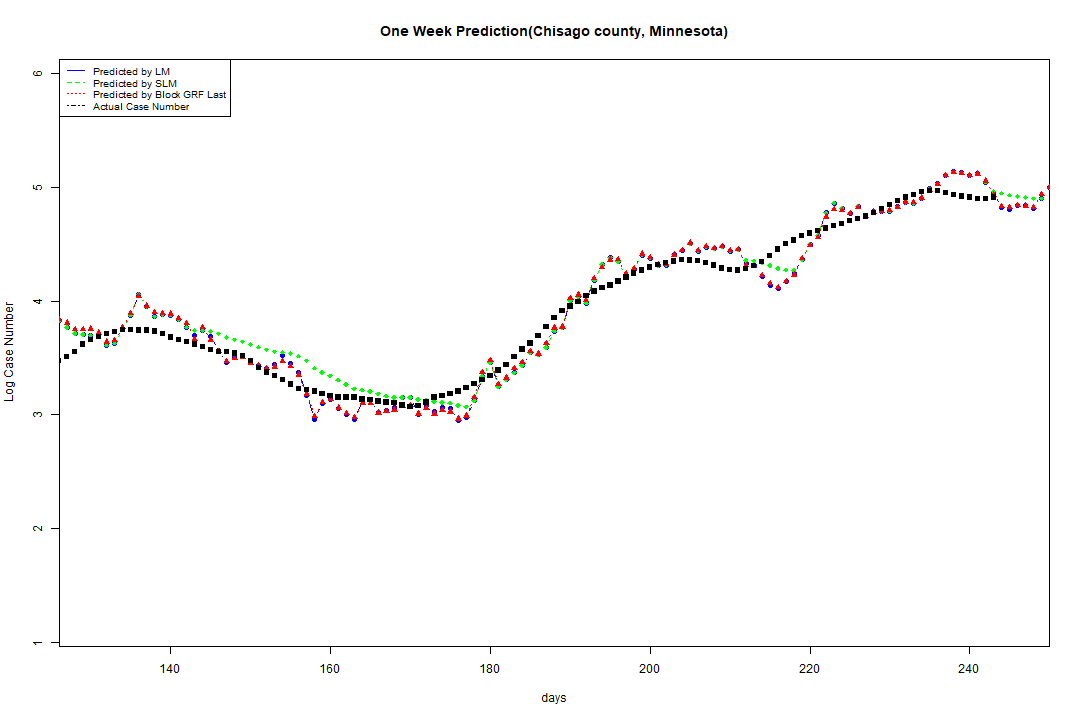 One Week Prediction(Chisago county, Minnesota)
Predicted by LM
Predicted by SLM
Predicted by Block GRF Last
Actual Case Number
6
5
4
3
2
1
Log Case Number
140 160 180 200 220 240
days